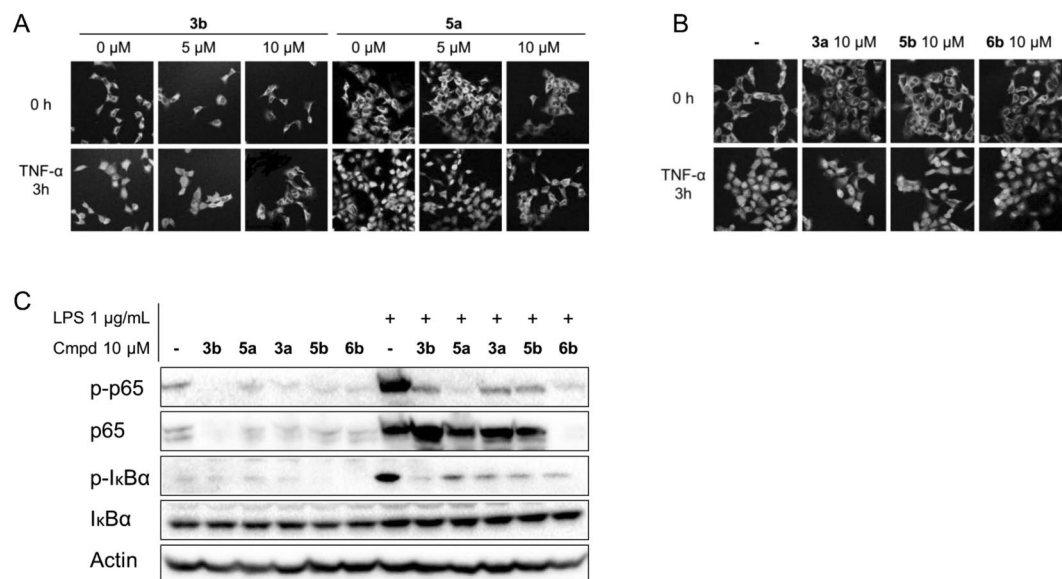 A
3b 5a
0 μM 5 μM 10 μM 0 μM 5 μM 10 μM
0 h
TNF-α
3h
B
- 3a 10 μM 5b 10 μM 6b 10 μM
0 h
TNF-α
3h
C
LPS 1 μg/mL + + + + + +
Cmpd 10 μM - 3b 5a 3a 5b 6b - 3b 5a 3a 5b 6b
p-p65
p65
p-IκBα
IκBα
Actin